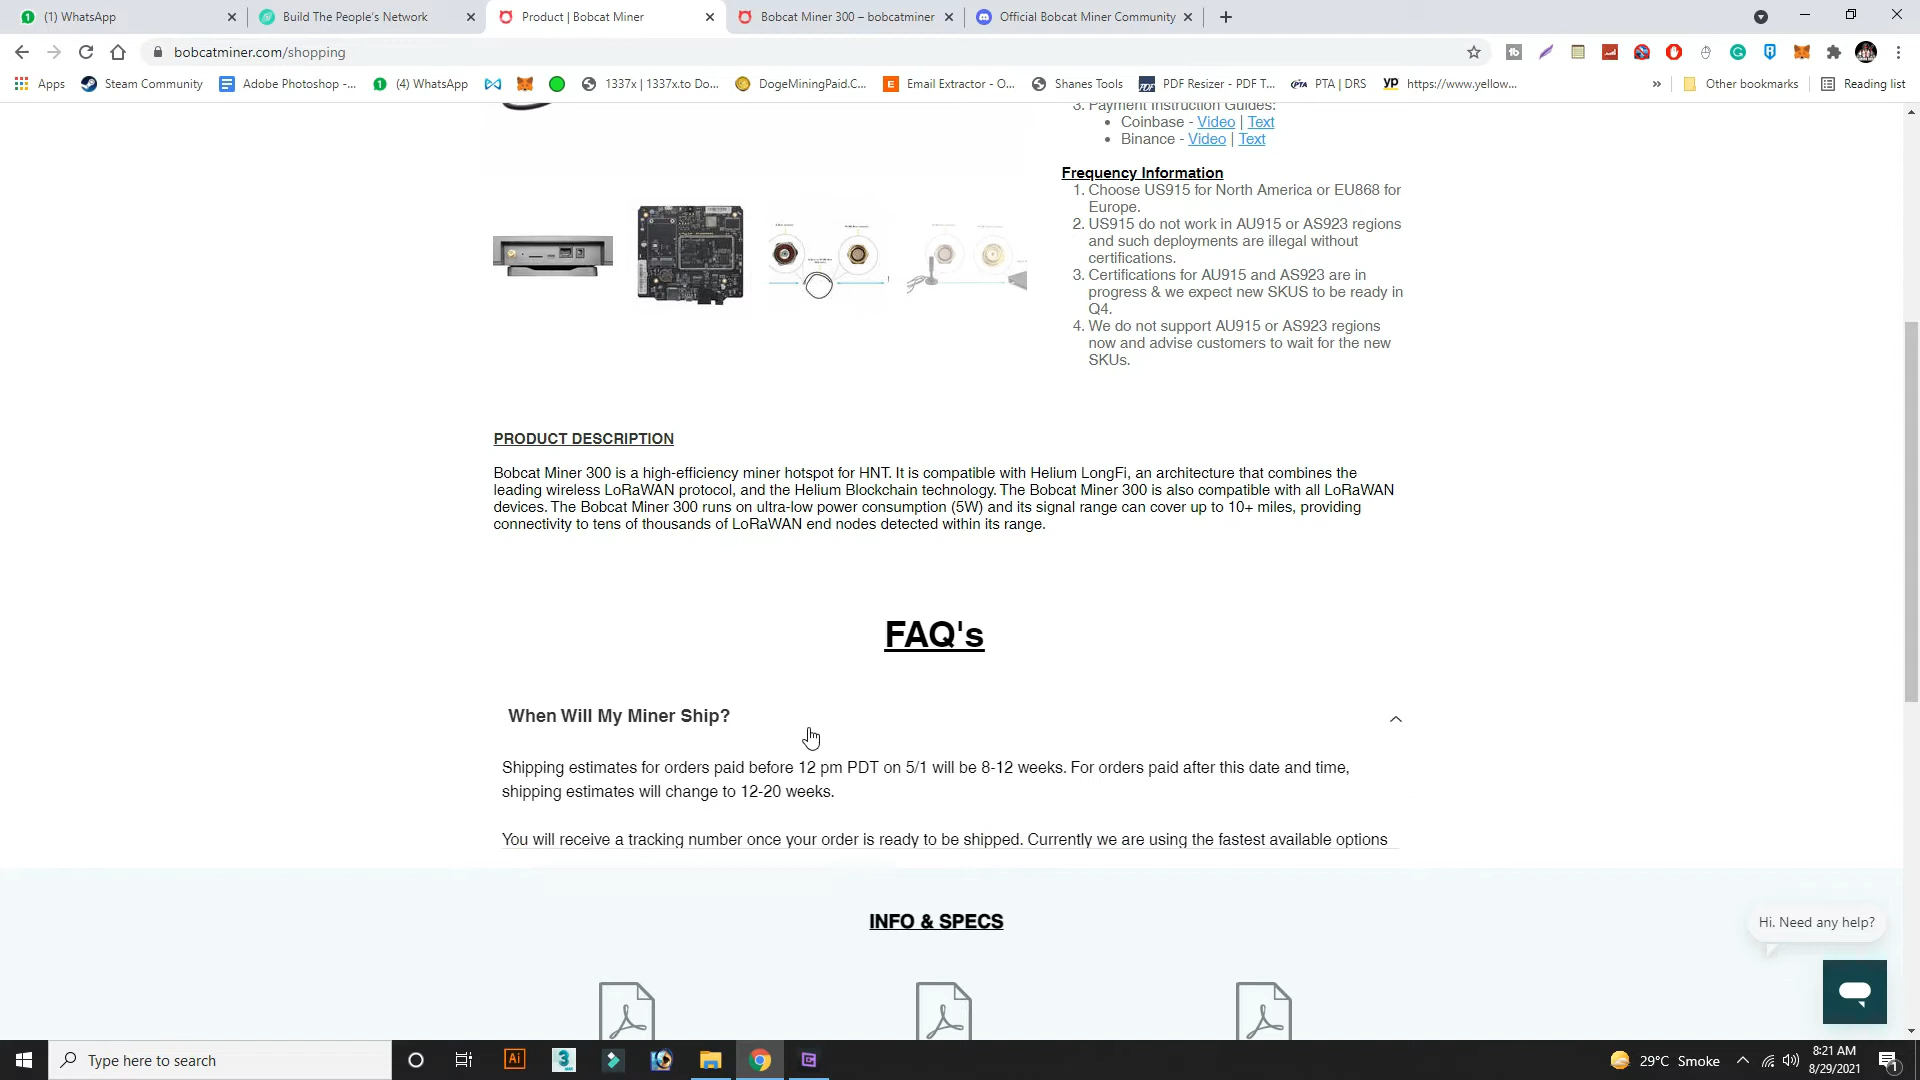 (1) WhatsApp
Build The People's Network
Product | Bobcat Miner
Bobcat Miner 300 – bobcatminer
Official Bobcat Miner Community
bobcatminer.com/shopping
Apps
Steam Community
Adobe Photoshop -...
(4) WhatsApp
1337x | 1337x.to Do...
DogeMiningPaid.C...
Email Extractor - O...
Shanes Tools
PDF Resizer - PDF T...
PTA | DRS
https://www.yellow...
Other bookmarks
Reading list
3. Payment Instruction Guides:
• Coinbase - Video | Text
• Binance - Video | Text
Frequency Information
1. Choose US915 for North America or EU868 for
Europe.
2. US915 do not work in AU915 or AS923 regions
and such deployments are illegal without
certifications.
3. Certifications for AU915 and AS923 are in
progress & we expect new SKUS to be ready in
Q4.
4. We do not support AU915 or AS923 regions
now and advise customers to wait for the new
SKUs.
PRODUCT DESCRIPTION
Bobcat Miner 300 is a high-efficiency miner hotspot for HNT. It is compatible with Helium LongFi, an architecture that combines the
leading wireless LoRaWAN protocol, and the Helium Blockchain technology. The Bobcat Miner 300 is also compatible with all LoRaWAN
devices. The Bobcat Miner 300 runs on ultra-low power consumption (5W) and its signal range can cover up to 10+ miles, providing
connectivity to tens of thousands of LoRaWAN end nodes detected within its range.
FAQ's
When Will My Miner Ship?
Shipping estimates for orders paid before 12 pm PDT on 5/1 will be 8-12 weeks. For orders paid after this date and time,
shipping estimates will change to 12-20 weeks.
You will receive a tracking number once your order is ready to be shipped. Currently we are using the fastest available options
INFO & SPECS
Hi. Need any help?
Type here to search
29°C Smoke
8:21 AM
8/29/2021